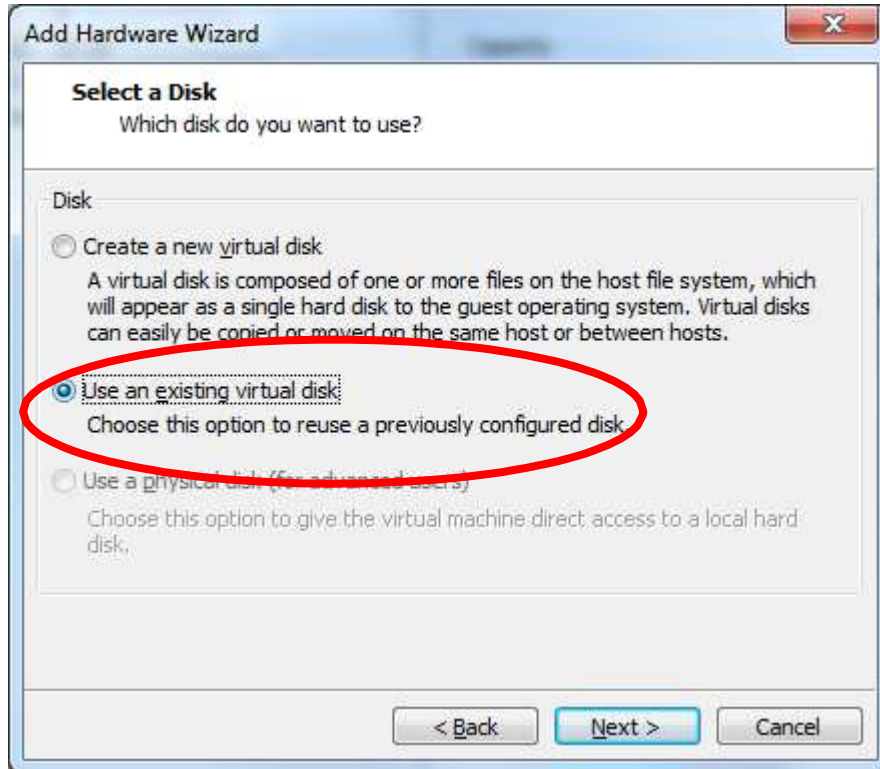 Add Hardware Wizard
Select a Disk
Which disk do you want to use?
Disk
Create a new virtual disk
A virtual disk is composed of one or more files on the host file system, which
will appear as a single hard disk to the guest operating system. Virtual disks
can easily be copied or moved on the same host or between hosts.
Use an existing virtual disk
Choose this option to reuse a previously configured disk.
Use a physical disk (for advanced users)
Choose this option to give the virtual machine direct access to a local hard
disk.
< Back
Next >
Cancel